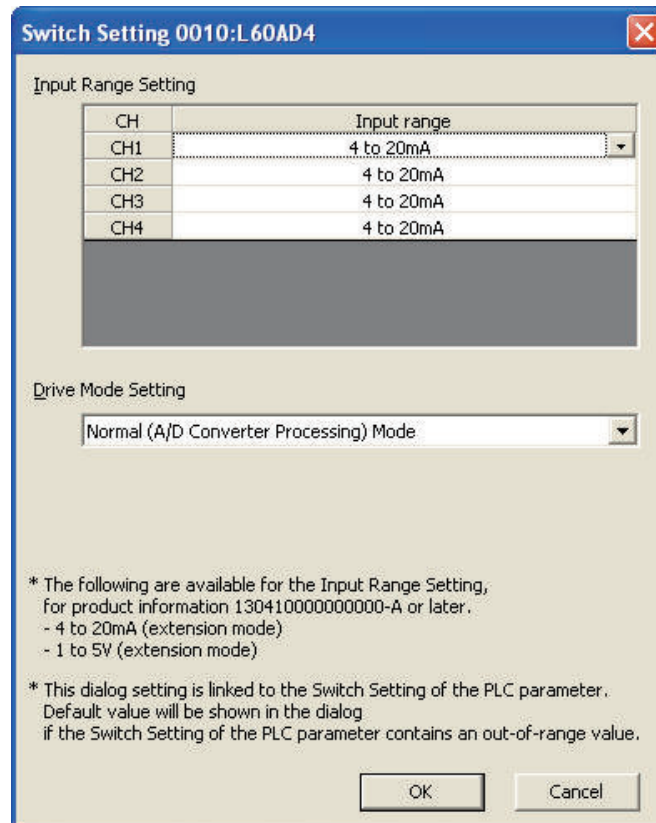 Switch Setting 0010:L60AD4
Input Range Setting
CH Input range
CH1 4 to 20mA
CH2 4 to 20mA
CH3 4 to 20mA
CH4 4 to 20mA
Drive Mode Setting
Normal (A/D Converter Processing) Mode
* The following are available for the Input Range Setting,
for product information 130410000000000-A or later.
- 4 to 20mA (extension mode)
- 1 to 5V (extension mode)
* This dialog setting is linked to the Switch Setting of the PLC parameter.
Default value will be shown in the dialog
if the Switch Setting of the PLC parameter contains an out-of-range value.
OK Cancel